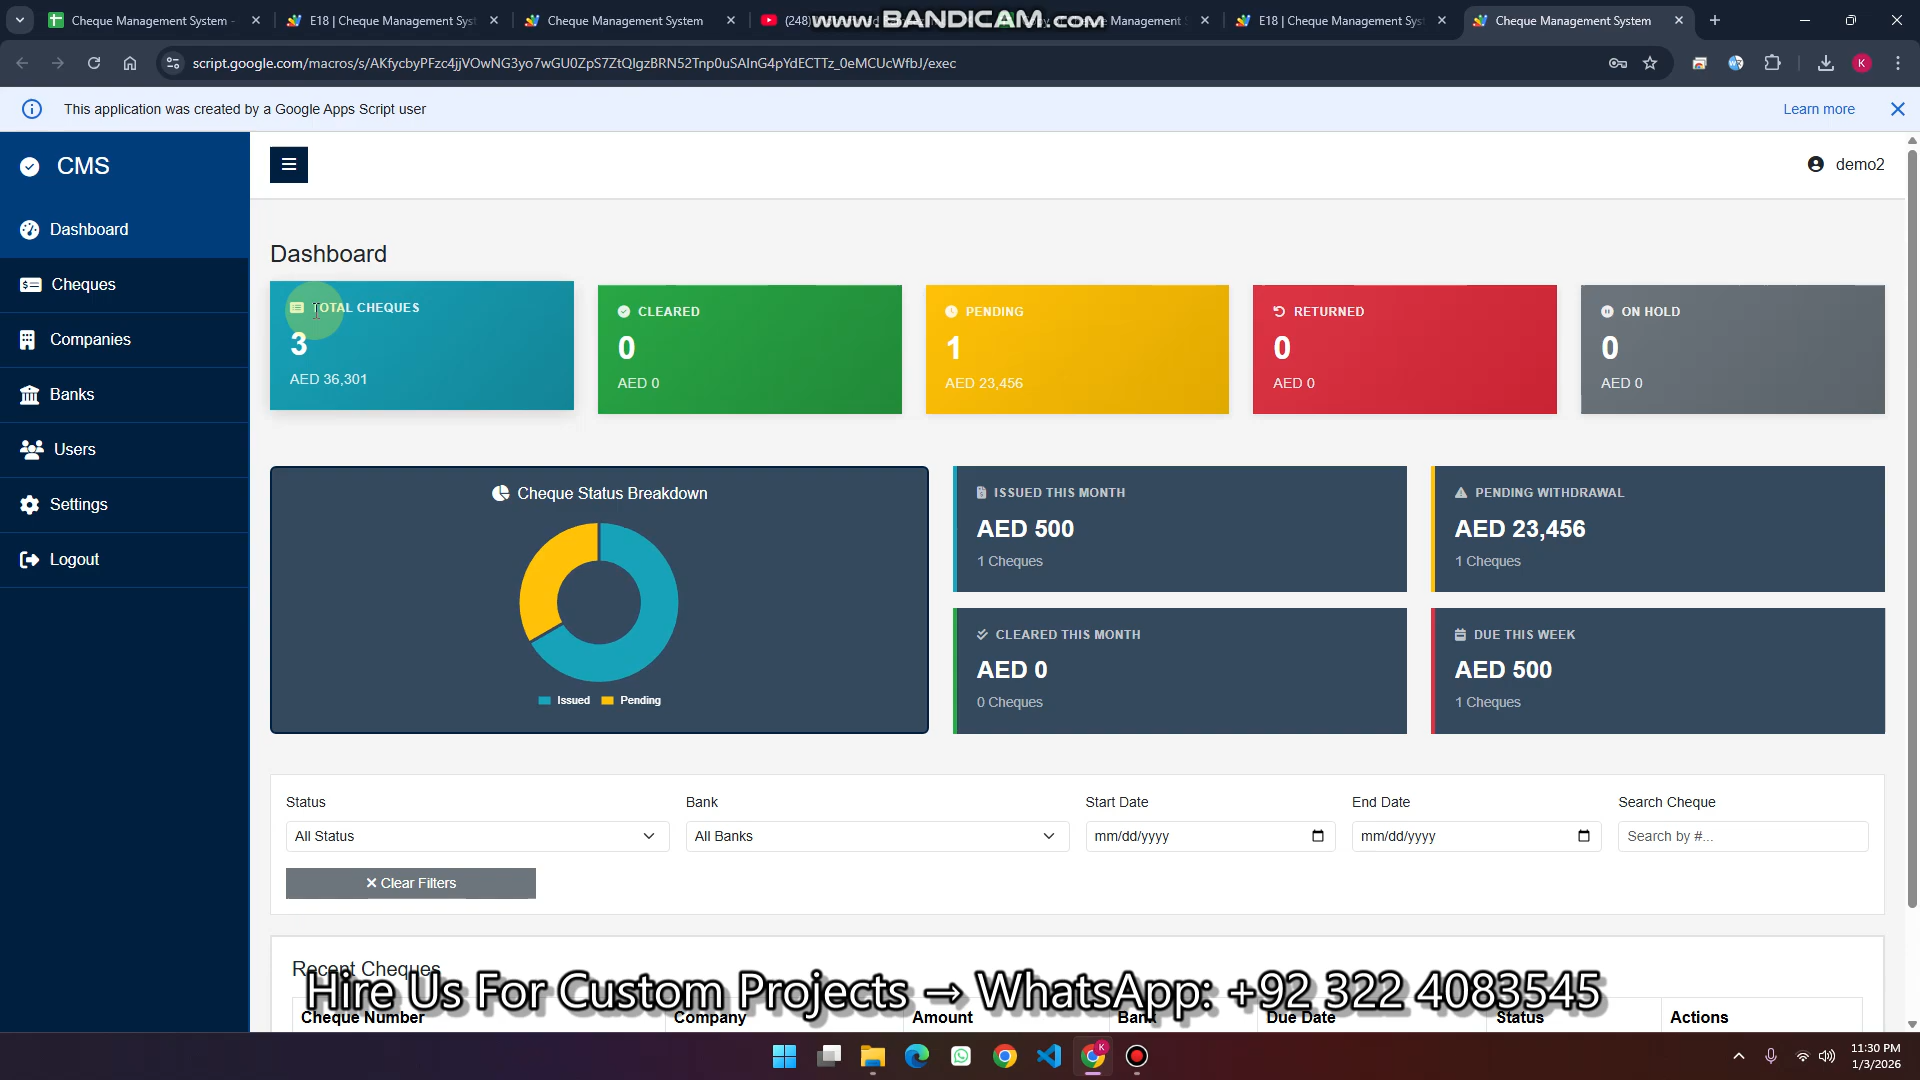 Cheque Management System -
E18 | Cheque Management Sys
Cheque Management System
(248)
Management
E18 | Cheque Management Sys
Cheque Management System
www.BANDICAM.com
script.google.com/macros/s/AKfycbyPFzc4jjVOwNG3yo7wGU0ZpS7ZtQlgzBRN52Tnp0uSAlnG4pYdECTTz_0eMCUcWfbJ/exec
K
This application was created by a Google Apps Script user
Learn more
CMS
demo2
Dashboard
Cheques
Companies
Banks
Users
Settings
Logout
Dashboard
TOTAL CHEQUES
3
AED 36,301
CLEARED
0
AED 0
PENDING
1
AED 23,456
RETURNED
0
AED 0
ON HOLD
0
AED 0
Cheque Status Breakdown
Issued
Pending
ISSUED THIS MONTH
AED 500
1 Cheques
PENDING WITHDRAWAL
AED 23,456
1 Cheques
CLEARED THIS MONTH
AED 0
0 Cheques
DUE THIS WEEK
AED 500
1 Cheques
Status
All Status
Bank
All Banks
Start Date
mm/dd/yyyy
End Date
mm/dd/yyyy
Search Cheque
Search by #...
Clear Filters
Recent Cheques
Hire Us For Custom Projects → WhatsApp: +92 322 4083545
Cheque Number
Company
Amount
Bank
Due Date
Status
Actions
K
11:30 PM
1/3/2026